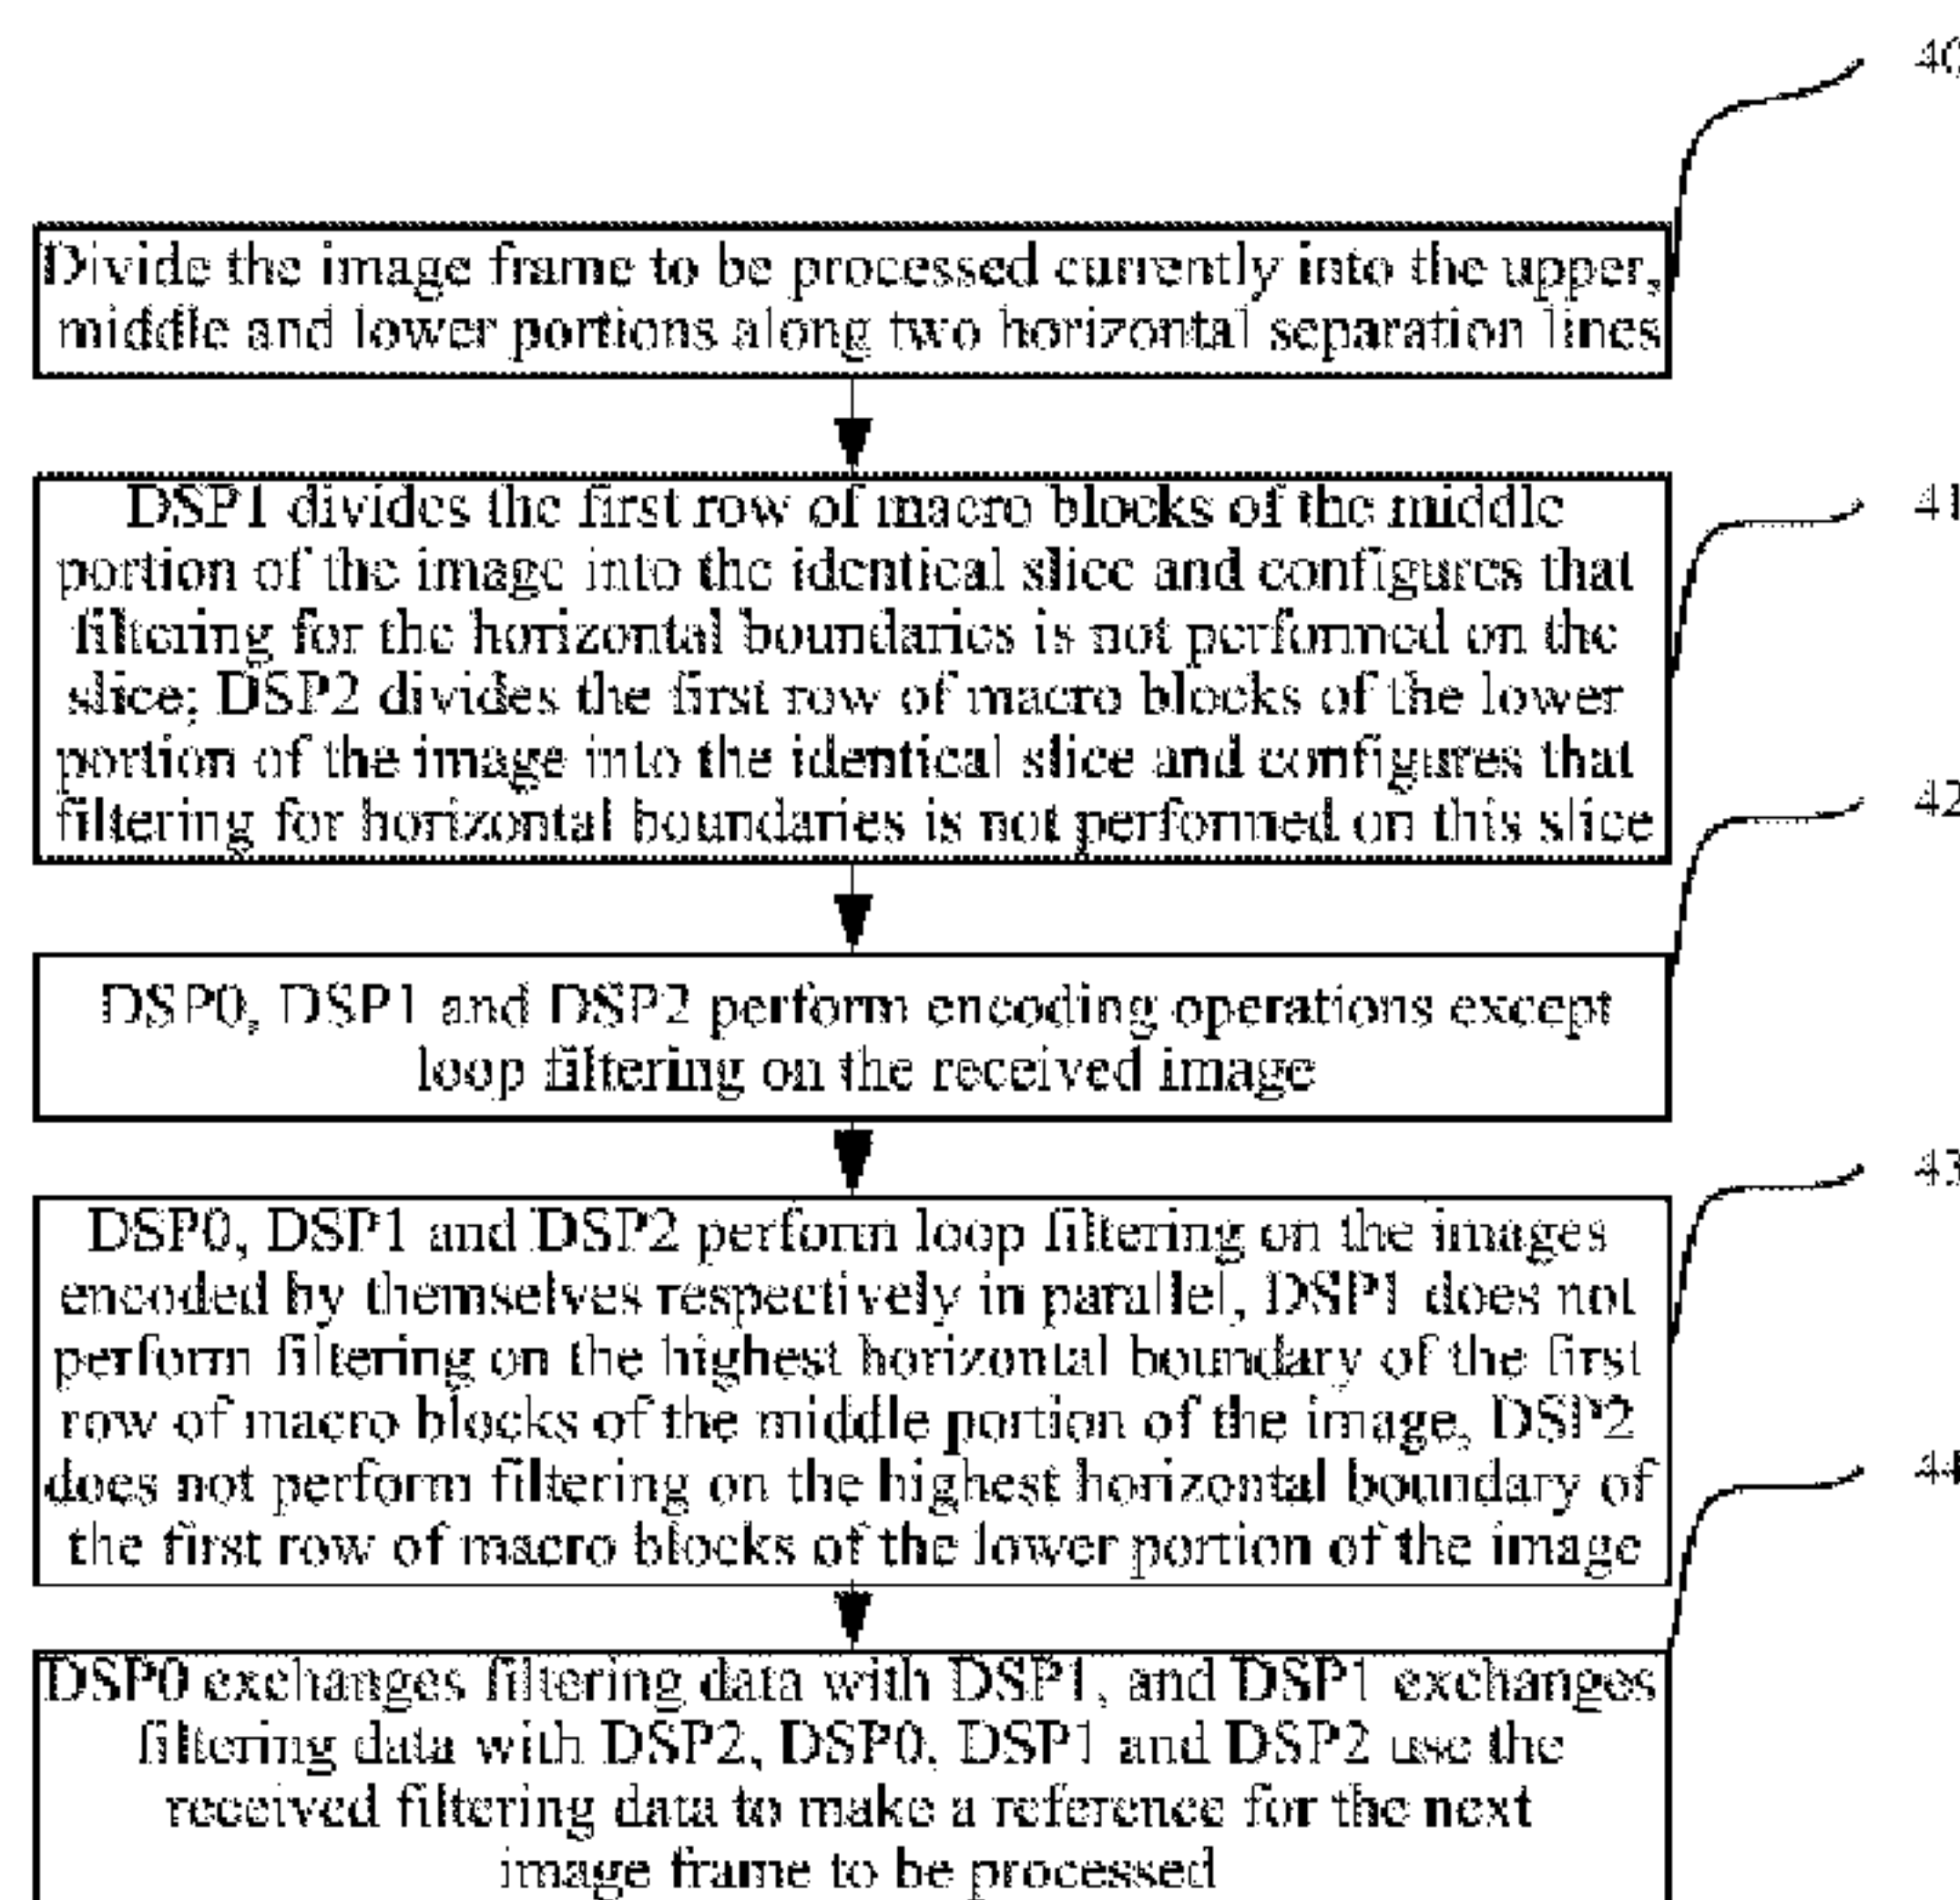 40
Divide the image frame to be processed currently into the upper,
middle and lower portions along two horizontal separation lines
DSP1 divides the first row of macro blocks of the middle
portion of the image into the identical slice and configures that
filtering for the horizontal boundaries is not performed on the
slice; DSP2 divides the first row of macro blocks of the lower
portion of the image into the identical slice and configures that
filtering for horizontal boundaries is not performed on this slice
41
42
DSP0, DSP1 and DSP2 perform encoding operations except
loop filtering on the received image
43
DSP0, DSP1 and DSP2 perform loop filtering on the images
encoded by themselves respectively in parallel, DSP1 does not
perform filtering on the highest horizontal boundary of the first
row of macro blocks of the middle portion of the image, DSP2
does not perform filtering on the highest horizontal boundary of
the first row of macro blocks of the lower portion of the image
44
DSP0 exchanges filtering data with DSP1, and DSP1 exchanges
filtering data with DSP2, DSP0, DSP1 and DSP2 use the
received filtering data to make a reference for the next
image frame to be processed